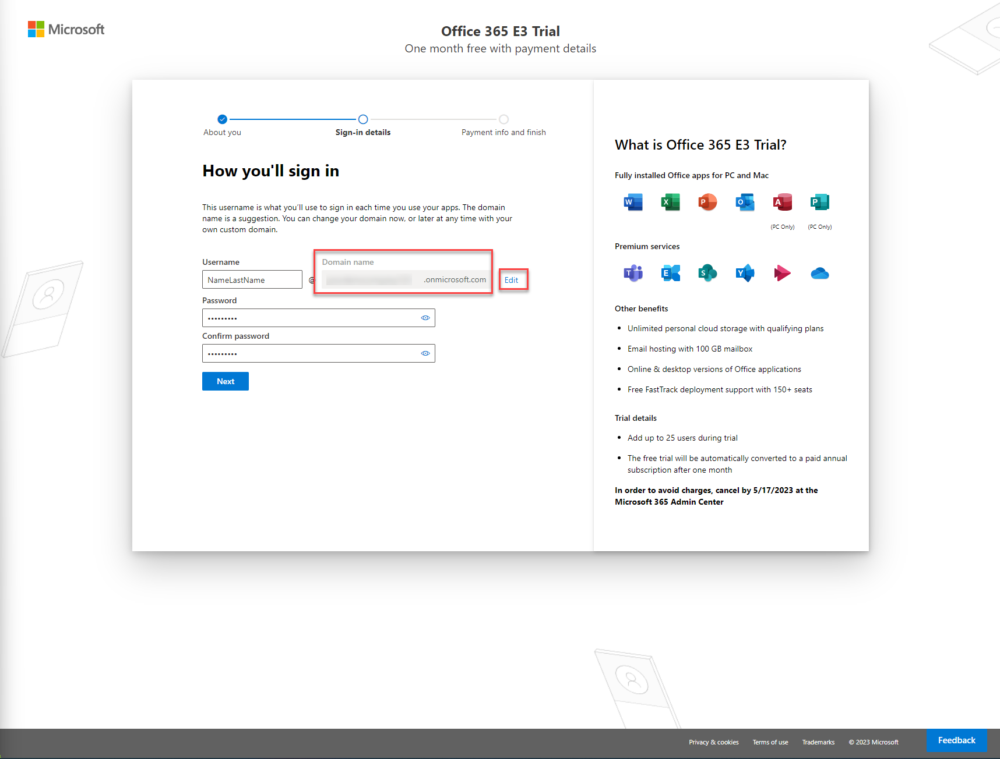 Microsoft
Office 365 E3 Trial
One month free with payment details
About you
Sign-in details
Payment info and finish
How you'll sign in
This username is what you'll use to sign in each time you use your apps. The domain
name is a suggestion. You can change your domain now, or later at any time with your
own custom domain.
Username
Domain name
NameLastName
@
.onmicrosoft.com
Edit
Password
•••••••••
Confirm password
•••••••••
Next
What is Office 365 E3 Trial?
Fully installed Office apps for PC and Mac
W
X
P
O
A
P
(PC Only)
(PC Only)
Premium services
T
E
S
Y
Other benefits
• Unlimited personal cloud storage with qualifying plans
• Email hosting with 100 GB mailbox
• Online & desktop versions of Office applications
• Free FastTrack deployment support with 150+ seats
Trial details
• Add up to 25 users during trial
• The free trial will be automatically converted to a paid annual
subscription after one month
In order to avoid charges, cancel by 5/17/2023 at the
Microsoft 365 Admin Center
Privacy & cookies
Terms of use
Trademarks
© 2023 Microsoft
Feedback